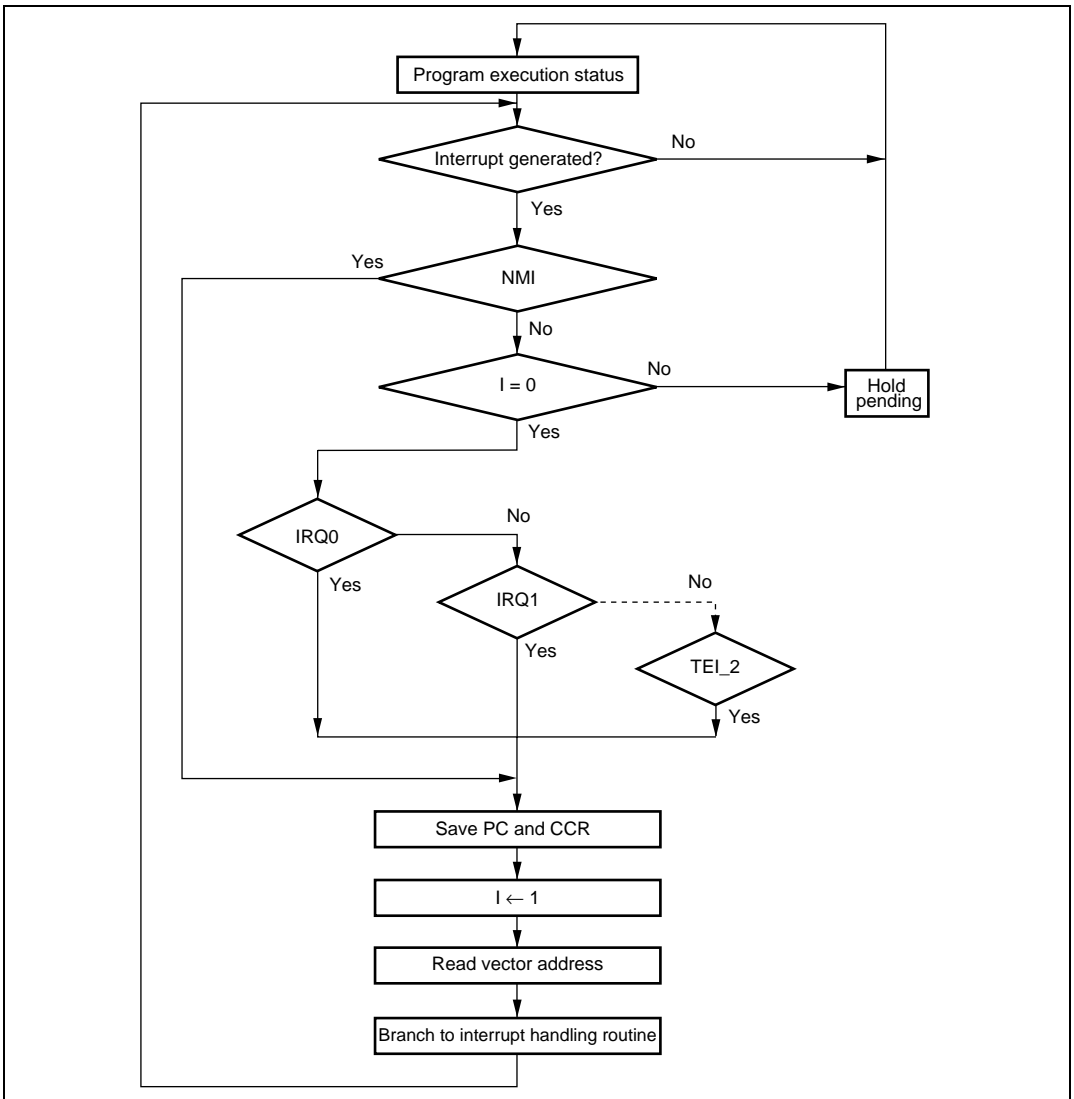 Program execution status
Interrupt generated?
No
Yes
Yes
NMI
No
I = 0
No
Hold
pending
Yes
IRQ0
No
Yes
IRQ1
No
Yes
TEI_2
Yes
Save PC and CCR
I ← 1
Read vector address
Branch to interrupt handling routine